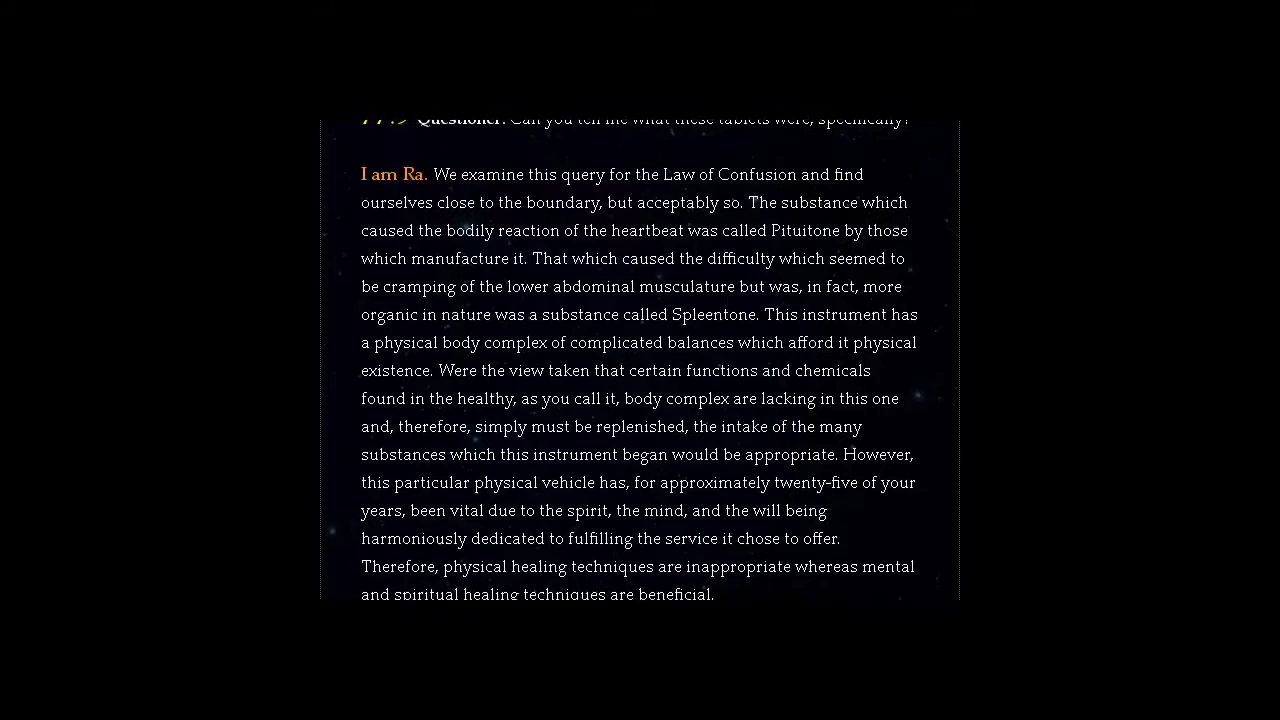 Questioner: Can you tell me what these tablets were, specifically?
I am Ra. We examine this query for the Law of Confusion and find
ourselves close to the boundary, but acceptably so. The substance which
caused the bodily reaction of the heartbeat was called Pituitone by those
which manufacture it. That which caused the difficulty which seemed to
be cramping of the lower abdominal musculature but was, in fact, more
organic in nature was a substance called Spleentone. This instrument has
a physical body complex of complicated balances which afford it physical
existence. Were the view taken that certain functions and chemicals
found in the healthy, as you call it, body complex are lacking in this one
and, therefore, simply must be replenished, the intake of the many
substances which this instrument began would be appropriate. However,
this particular physical vehicle has, for approximately twenty-five of your
years, been vital due to the spirit, the mind, and the will being
harmoniously dedicated to fulfilling the service it chose to offer.
Therefore, physical healing techniques are inappropriate whereas mental
and spiritual healing techniques are beneficial.